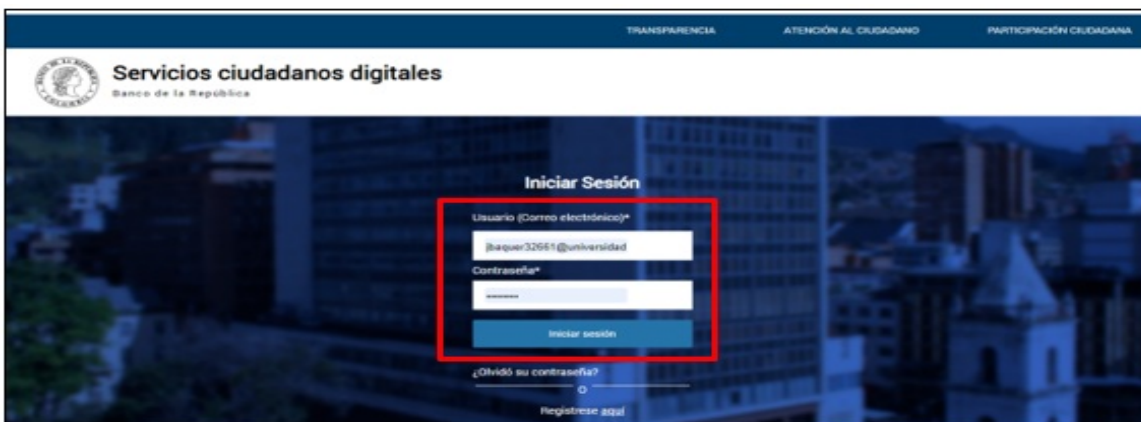 TRANSPARENCIA ATENCIÓN AL CIUDADANO PARTICIPACIÓN CIUDADANA
Servicios ciudadanos digitales
Banco de la República
Iniciar Sesión
Usuario (Correo electrónico)*
jbaquer32661@universidad
Contraseña*
Iniciar sesión
¿Olvidó su contraseña?
O
Regístrese aquí